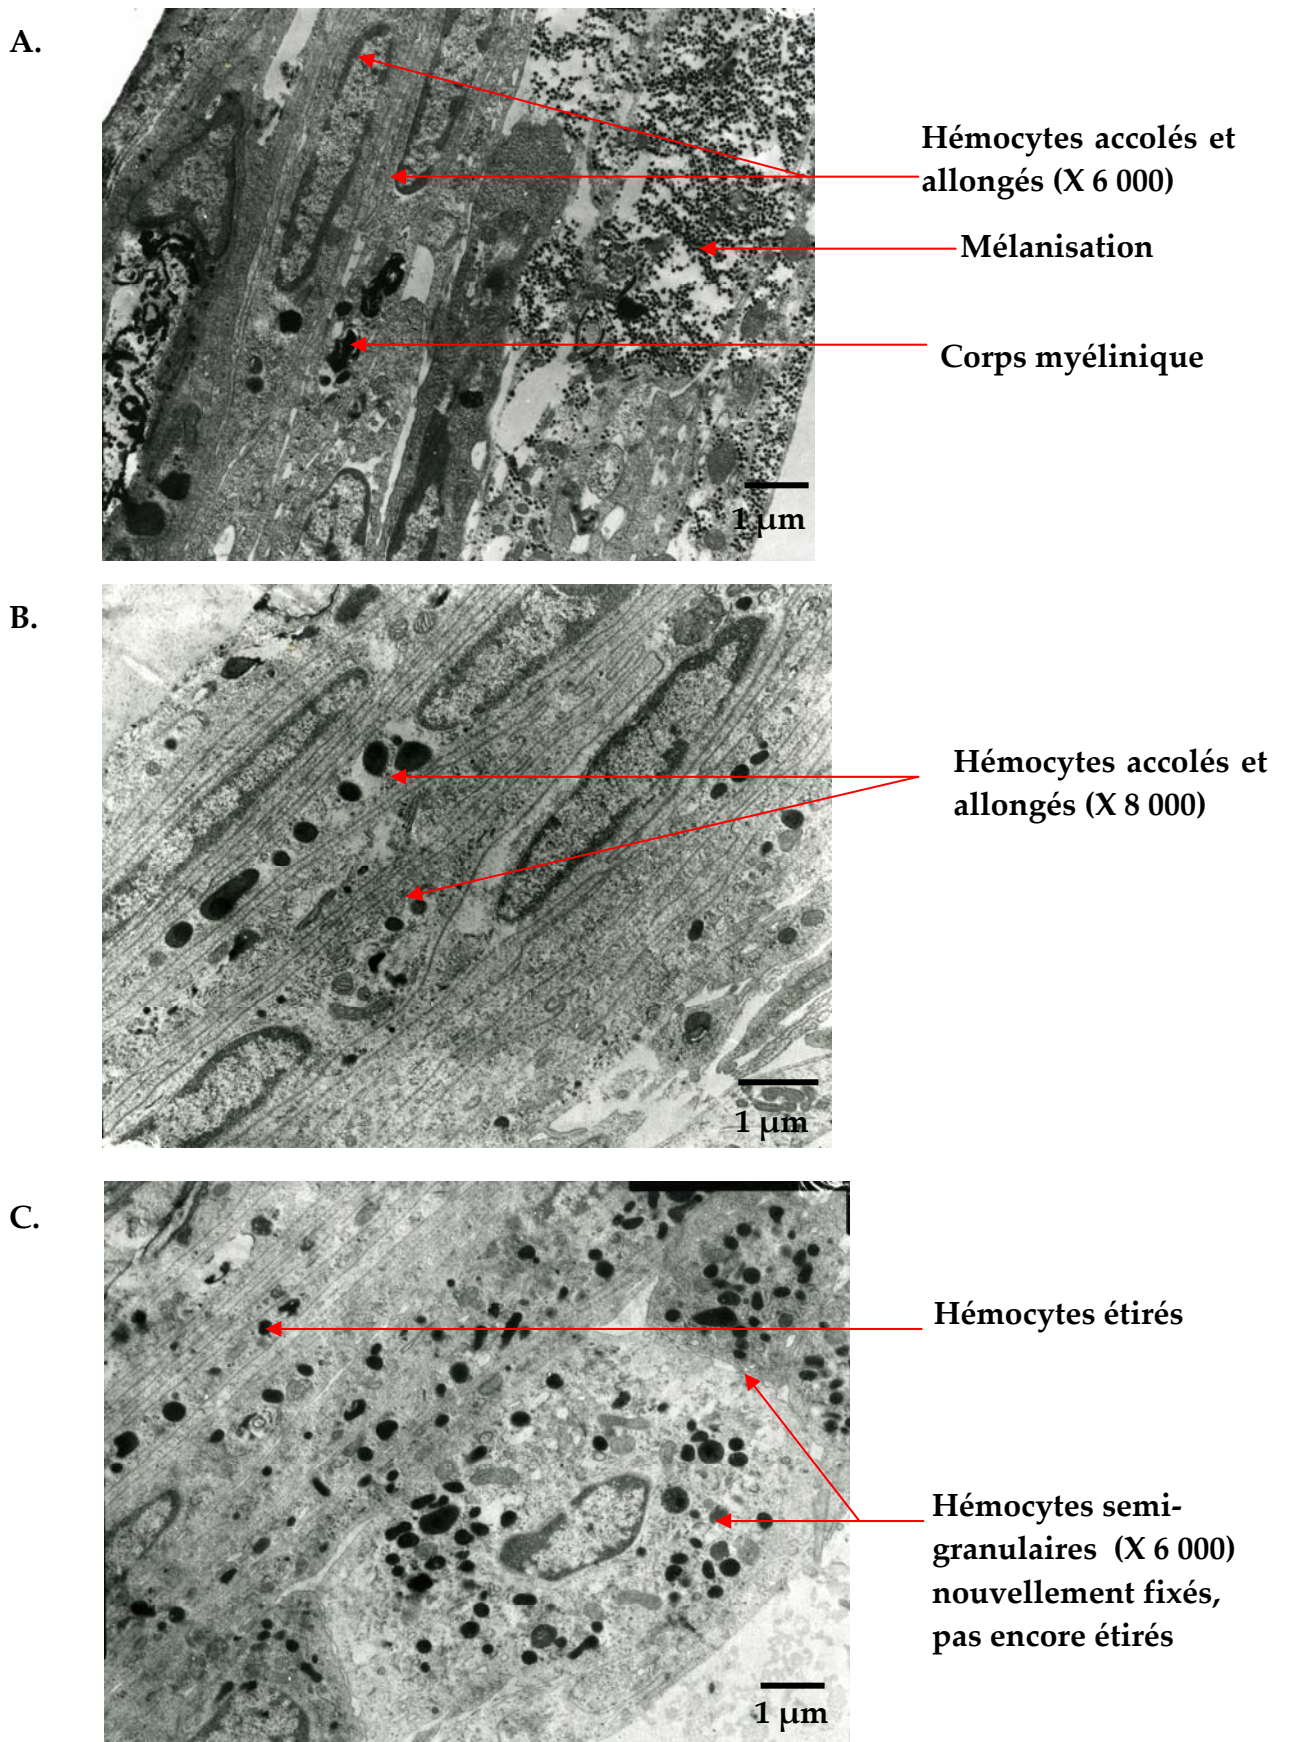 A.
Hémocytes accolés et
allongés (X 6 000)
Mélanisation
Corps myélinique
1 µm
B.
Hémocytes accolés et
allongés (X 8 000)
1 µm
C.
Hémocytes étirés
Hémocytes semi-
granulaires (X 6 000)
nouvellement fixés,
pas encore étirés
1 µm